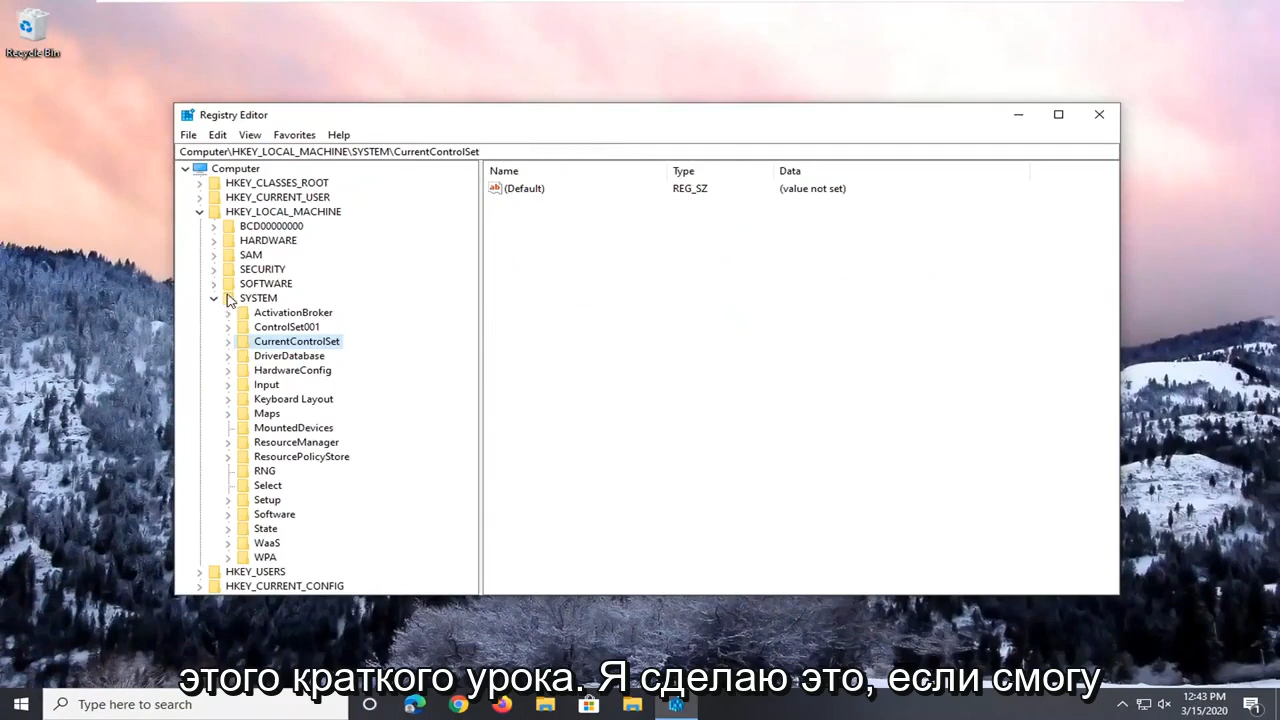 Recycle Bin
Registry Editor
File Edit View Favorites Help
Computer\HKEY_LOCAL_MACHINE\SYSTEM\CurrentControlSet
Computer
HKEY_CLASSES_ROOT
HKEY_CURRENT_USER
HKEY_LOCAL_MACHINE
BCD00000000
HARDWARE
SAM
SECURITY
SOFTWARE
SYSTEM
ActivationBroker
ControlSet001
CurrentControlSet
DriverDatabase
HardwareConfig
Input
Keyboard Layout
Maps
MountedDevices
ResourceManager
ResourcePolicyStore
RNG
Select
Setup
Software
State
WaaS
WPA
HKEY_USERS
HKEY_CURRENT_CONFIG
Name Type Data
(Default) REG_SZ (value not set)
этого краткого урока. Я сделаю это, если смогу
Type here to search
12:43 PM
3/15/2020
1